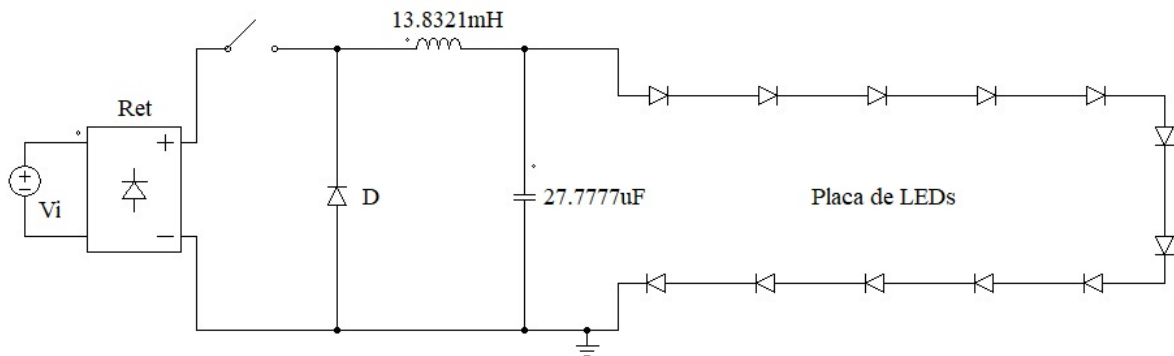 13.8321mH
Ret
+
−
Vi
D
27.7777uF
Placa de LEDs